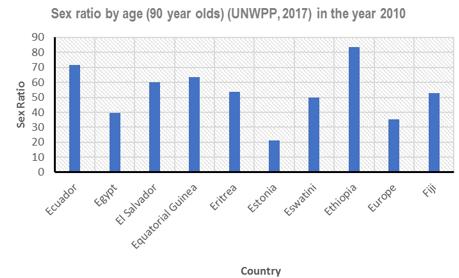 Sex ratio by age (90 year olds) (UNWPP, 2017) in the year 2010
90
80
70
60
50
40
30
20
10
0
Sex Ratio
Ecuador
Egypt
El Salvador
Equatorial Guinea
Eritrea
Estonia
Eswatini
Ethiopia
Europe
Fiji
Country